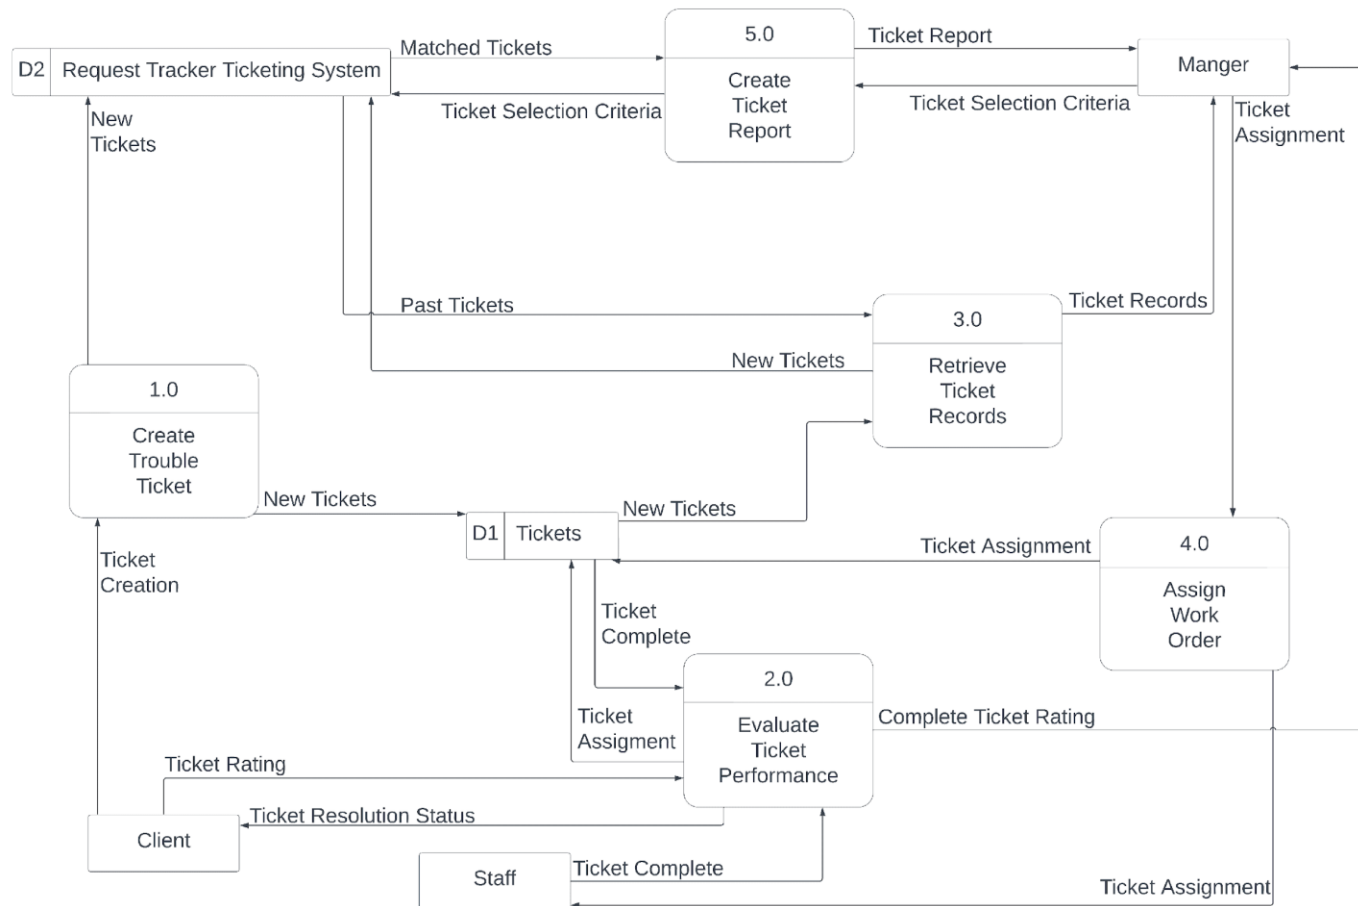 5.0
Ticket Report
Matched Tickets
D2
Request Tracker Ticketing System
Create
Ticket
Report
Manger
Ticket Selection Criteria
Ticket Selection Criteria
New
Tickets
Ticket
Assignment
Past Tickets
Ticket Records
3.0
New Tickets
Retrieve
Ticket
Records
1.0
Create
Trouble
Ticket
New Tickets
New Tickets
D1
Tickets
Ticket Assignment
4.0
Assign
Work
Order
Ticket
Creation
Ticket
Complete
2.0
Evaluate
Ticket
Performance
Ticket
Assigment
Complete Ticket Rating
Ticket Rating
Ticket Resolution Status
Client
Staff
Ticket Complete
Ticket Assignment